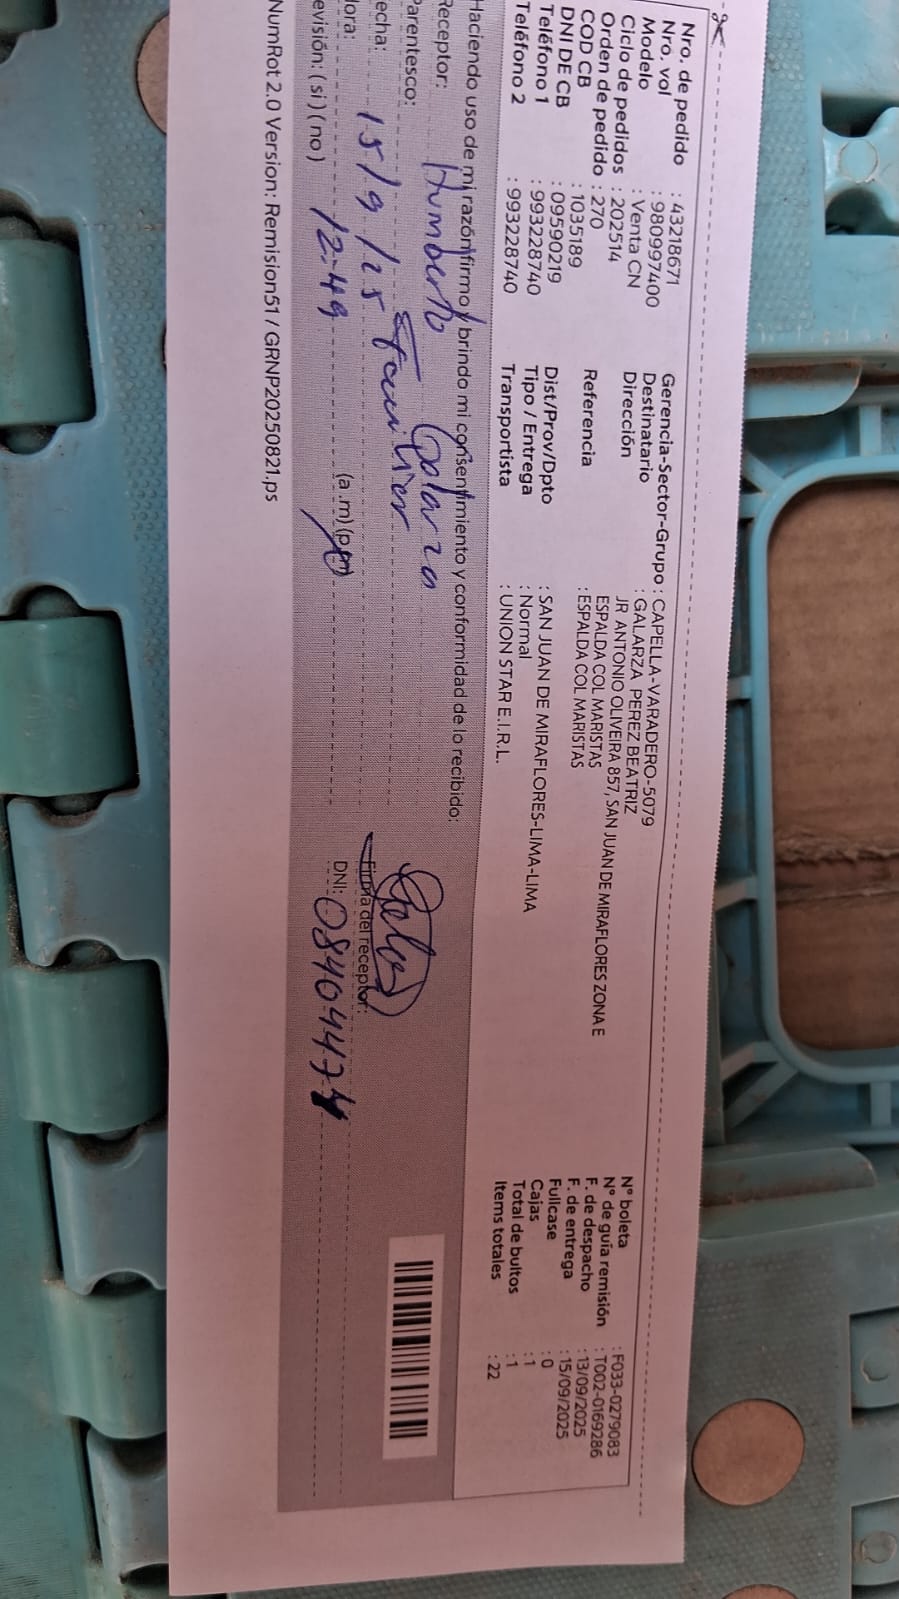 Nro. de pedido : 43218671
Nro. vol : 980997400
Modelo : Venta CN
Ciclo de pedidos : 202514
Orden de pedido : 270
COD CB : 1035189
DNI DE CB : 09590219
Teléfono 1 : 993228740
Teléfono 2 : 993228740
Gerencia-Sector-Grupo : CAPELLA-VARADERO-5079
Destinatario : GALARZA PEREZ BEATRIZ
Dirección : JR ANTONIO OLIVEIRA 857, SAN JUAN DE MIRAFLORES ZONA E
ESPALDA COL MARISTAS
Referencia : ESPALDA COL MARISTAS
Dist/Prov/Dpto : SAN JUAN DE MIRAFLORES-LIMA-LIMA
Tipo / Entrega : Normal
Transportista : UNION STAR E.I.R.L.
N° boleta : F033-0279083
N° de guía remisión : T002-0169286
F. de despacho : 13/09/2025
F. de entrega : 15/09/2025
Fullcase : 0
Cajas : 1
Total de bultos : 1
Items totales : 22
Haciendo uso de mi razón firmo y brindo mi consentimiento y conformidad de lo recibido:
Receptor: Humberto Galarza
Parentesco: Familiar
echa: 15/9/25
ora: 12:49 (a.m)(pm)
evisión: (si)(no)
Firma del receptor:
DNI: 0840447
NumRot 2.0 Version: Remision51 / GRNP20250821.ps